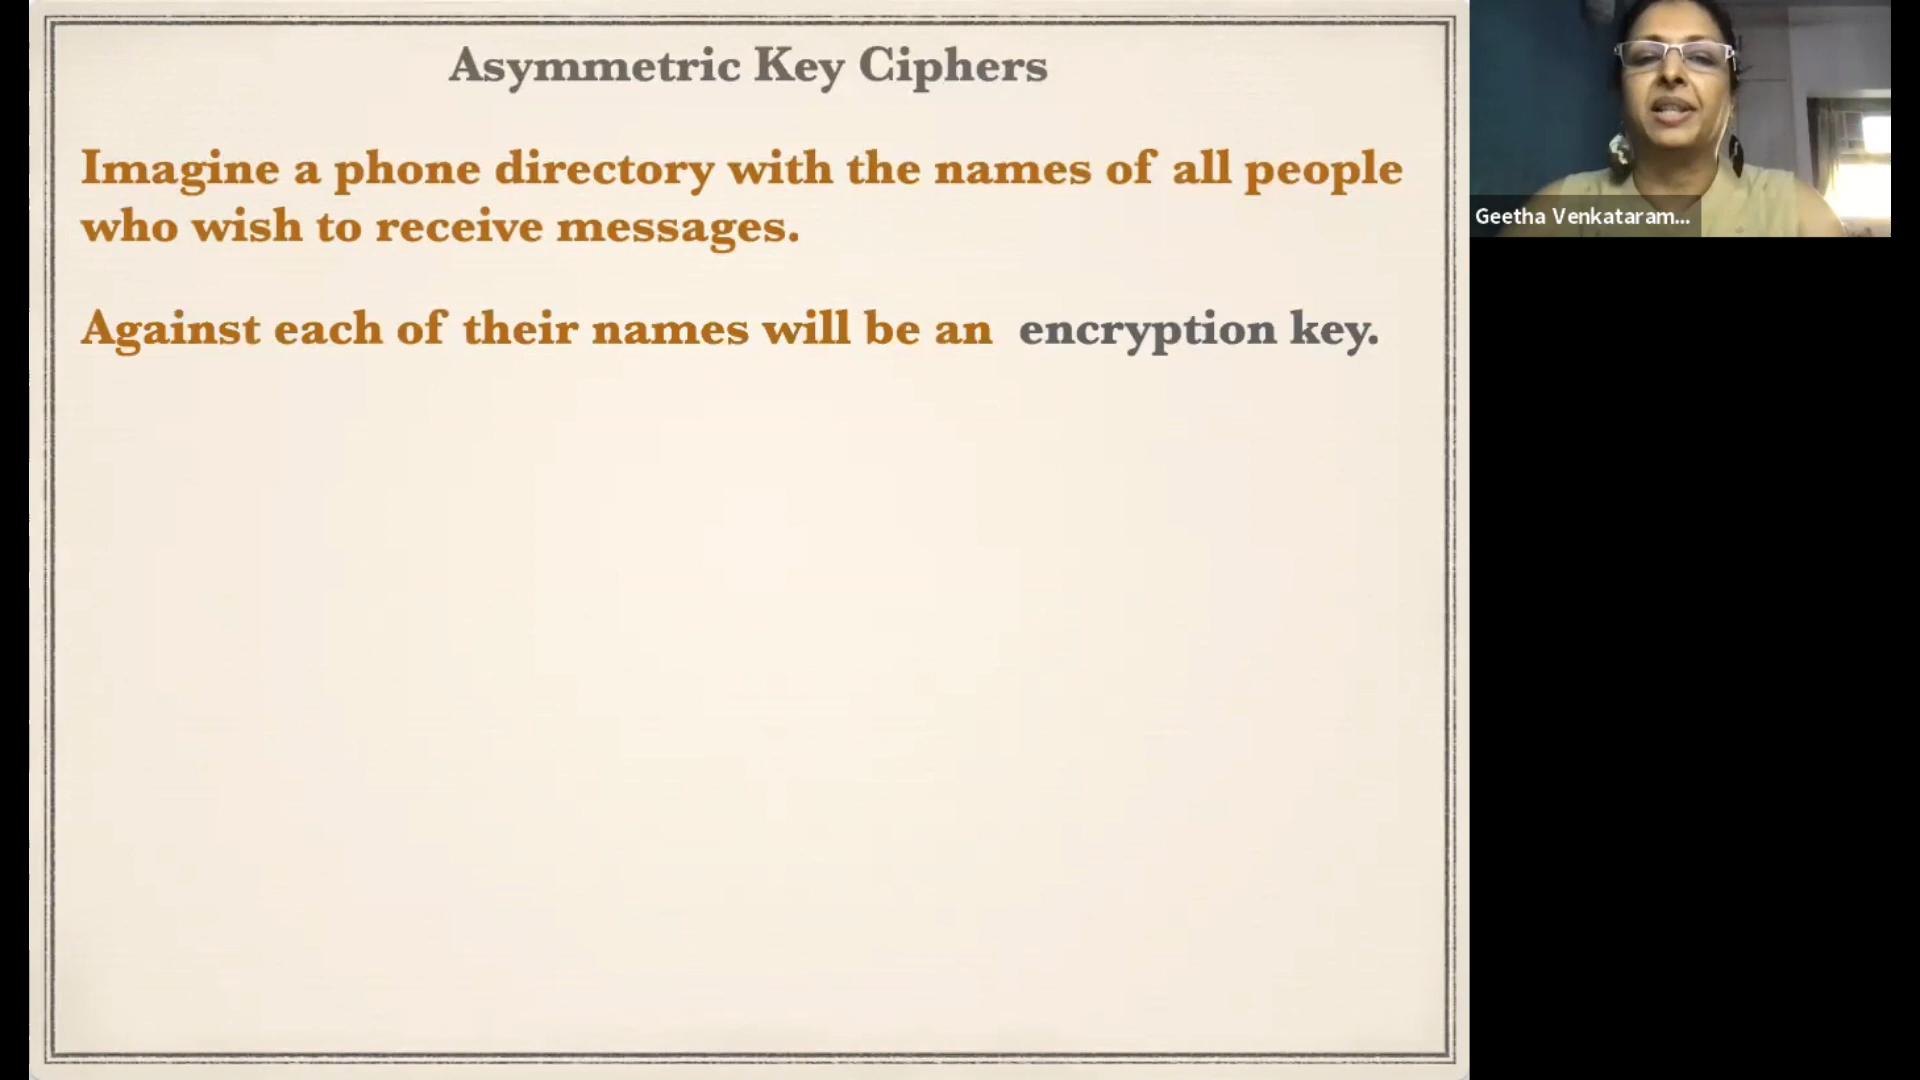 Asymmetric Key Ciphers
Imagine a phone directory with the names of all people
who wish to receive messages.
Against each of their names will be an encryption key.
Geetha Venkataram...